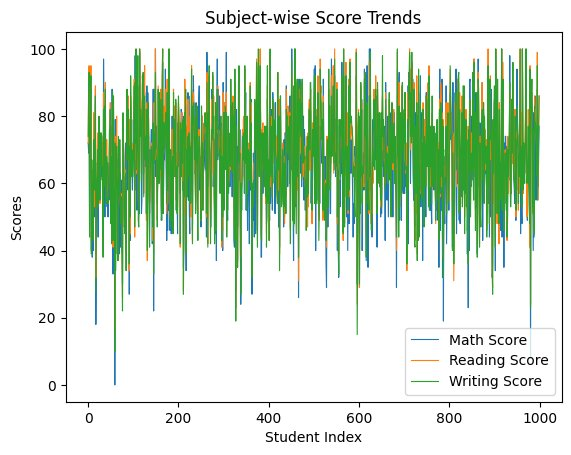 Subject-wise Score Trends
100
80
60
40
20
0
Scores
0 200 400 600 800 1000
Student Index
Math Score
Reading Score
Writing Score